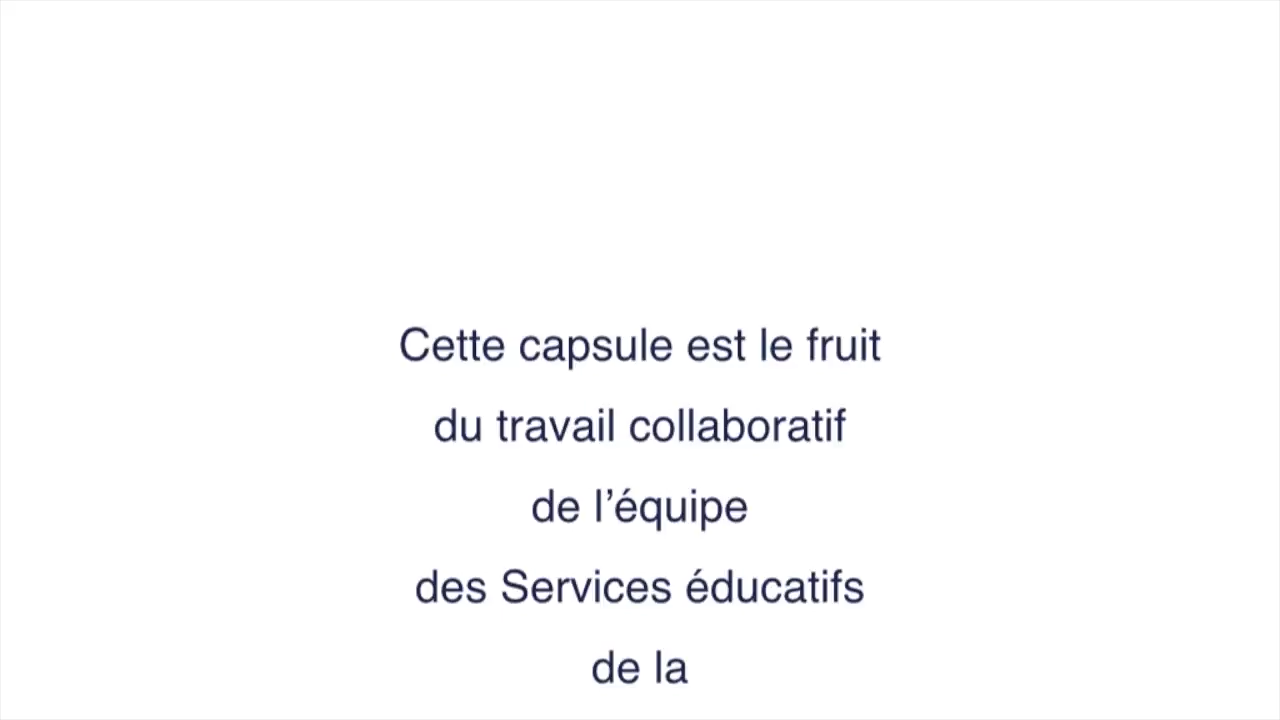 Cette capsule est le fruit
du travail collaboratif
de l’équipe
des Services éducatifs
de la